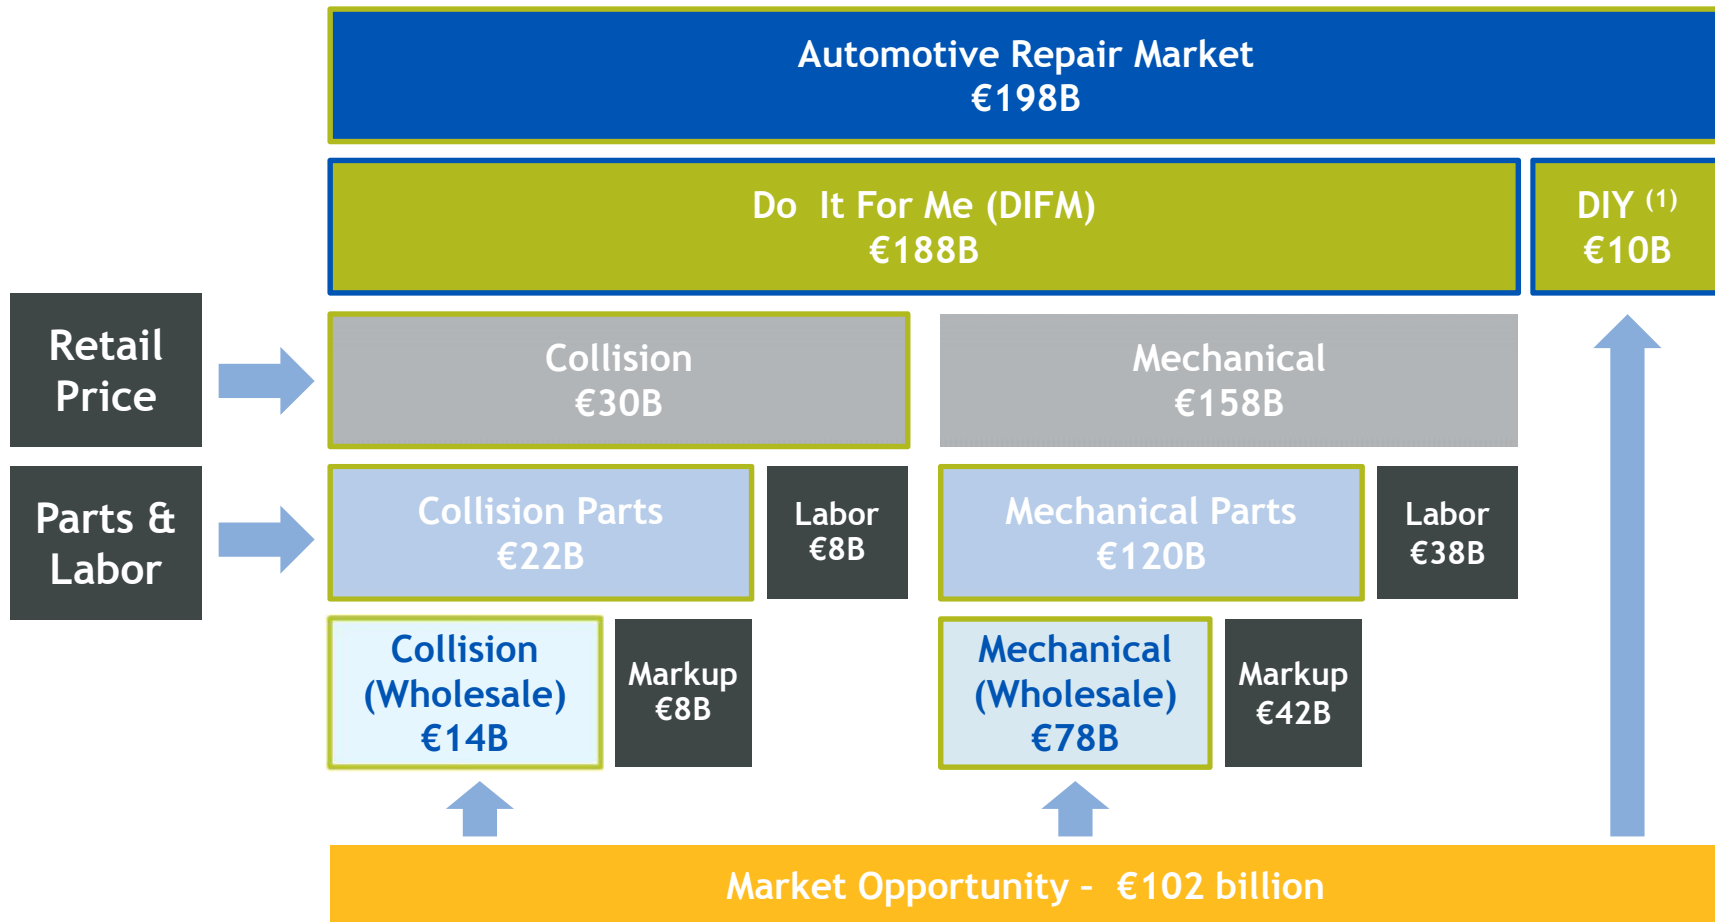 Automotive Repair Market
€198B
Do It For Me (DIFM)
€188B
DIY (1)
€10B
Retail
Price
Collision
€30B
Mechanical
€158B
Parts &
Labor
Collision Parts
€22B
Labor
€8B
Mechanical Parts
€120B
Labor
€38B
Collision
(Wholesale)
€14B
Markup
€8B
Mechanical
(Wholesale)
€78B
Markup
€42B
Market Opportunity - €102 billion